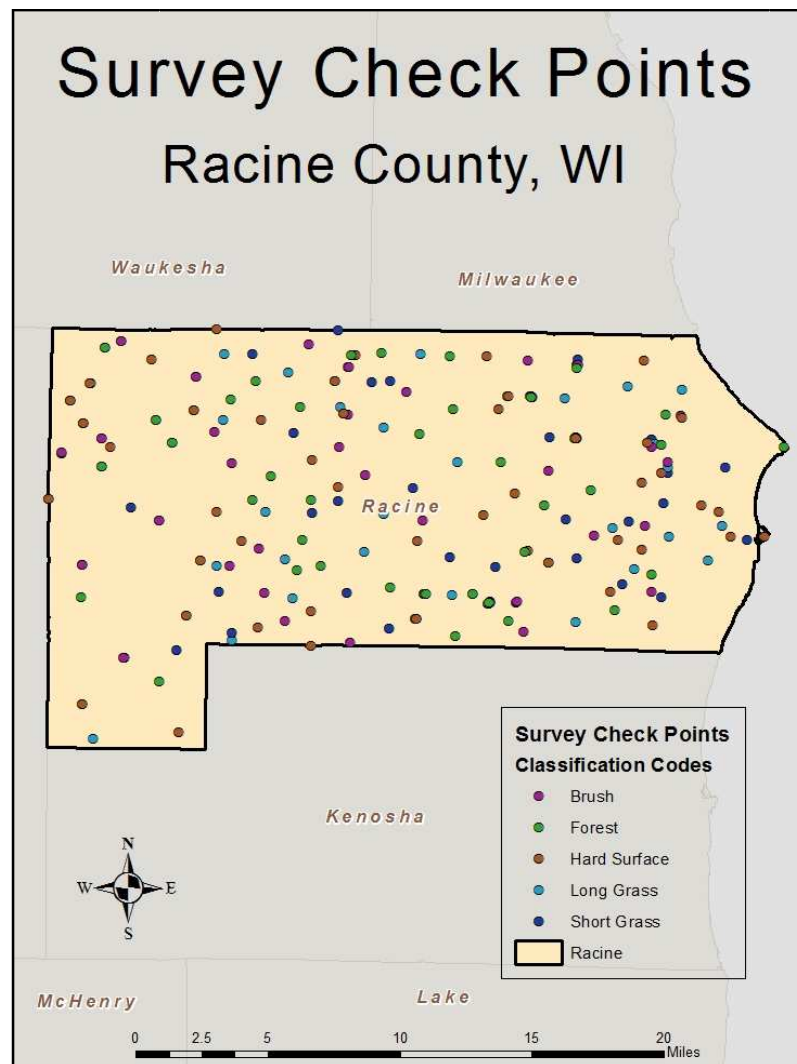 Survey Check Points
Racine County, WI
Waukesha
Milwaukee
Racine
Survey Check Points
Classification Codes
Brush
Forest
Hard Surface
Long Grass
Short Grass
Racine
Kenosha
N
W E
S
McHenry
Lake
0 2.5 5 10 15 20
Miles